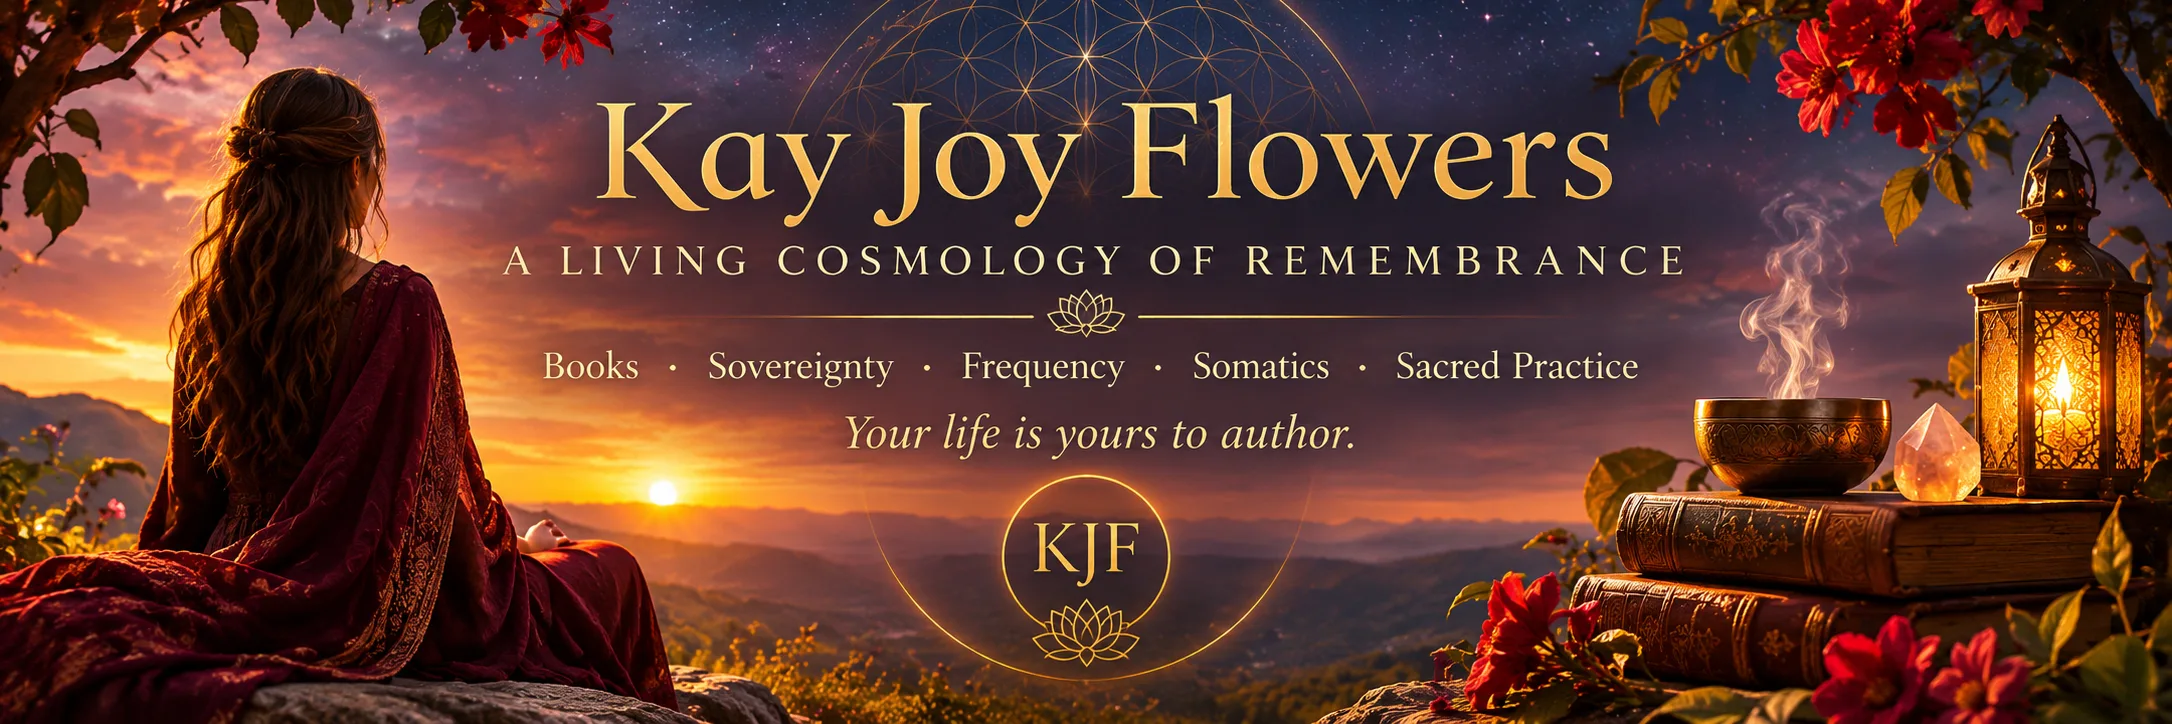 Kay Joy Flowers
A LIVING COSMOLOGY OF REMEMBRANCE
Books · Sovereignty · Frequency · Somatics · Sacred Practice
Your life is yours to author.
KJF